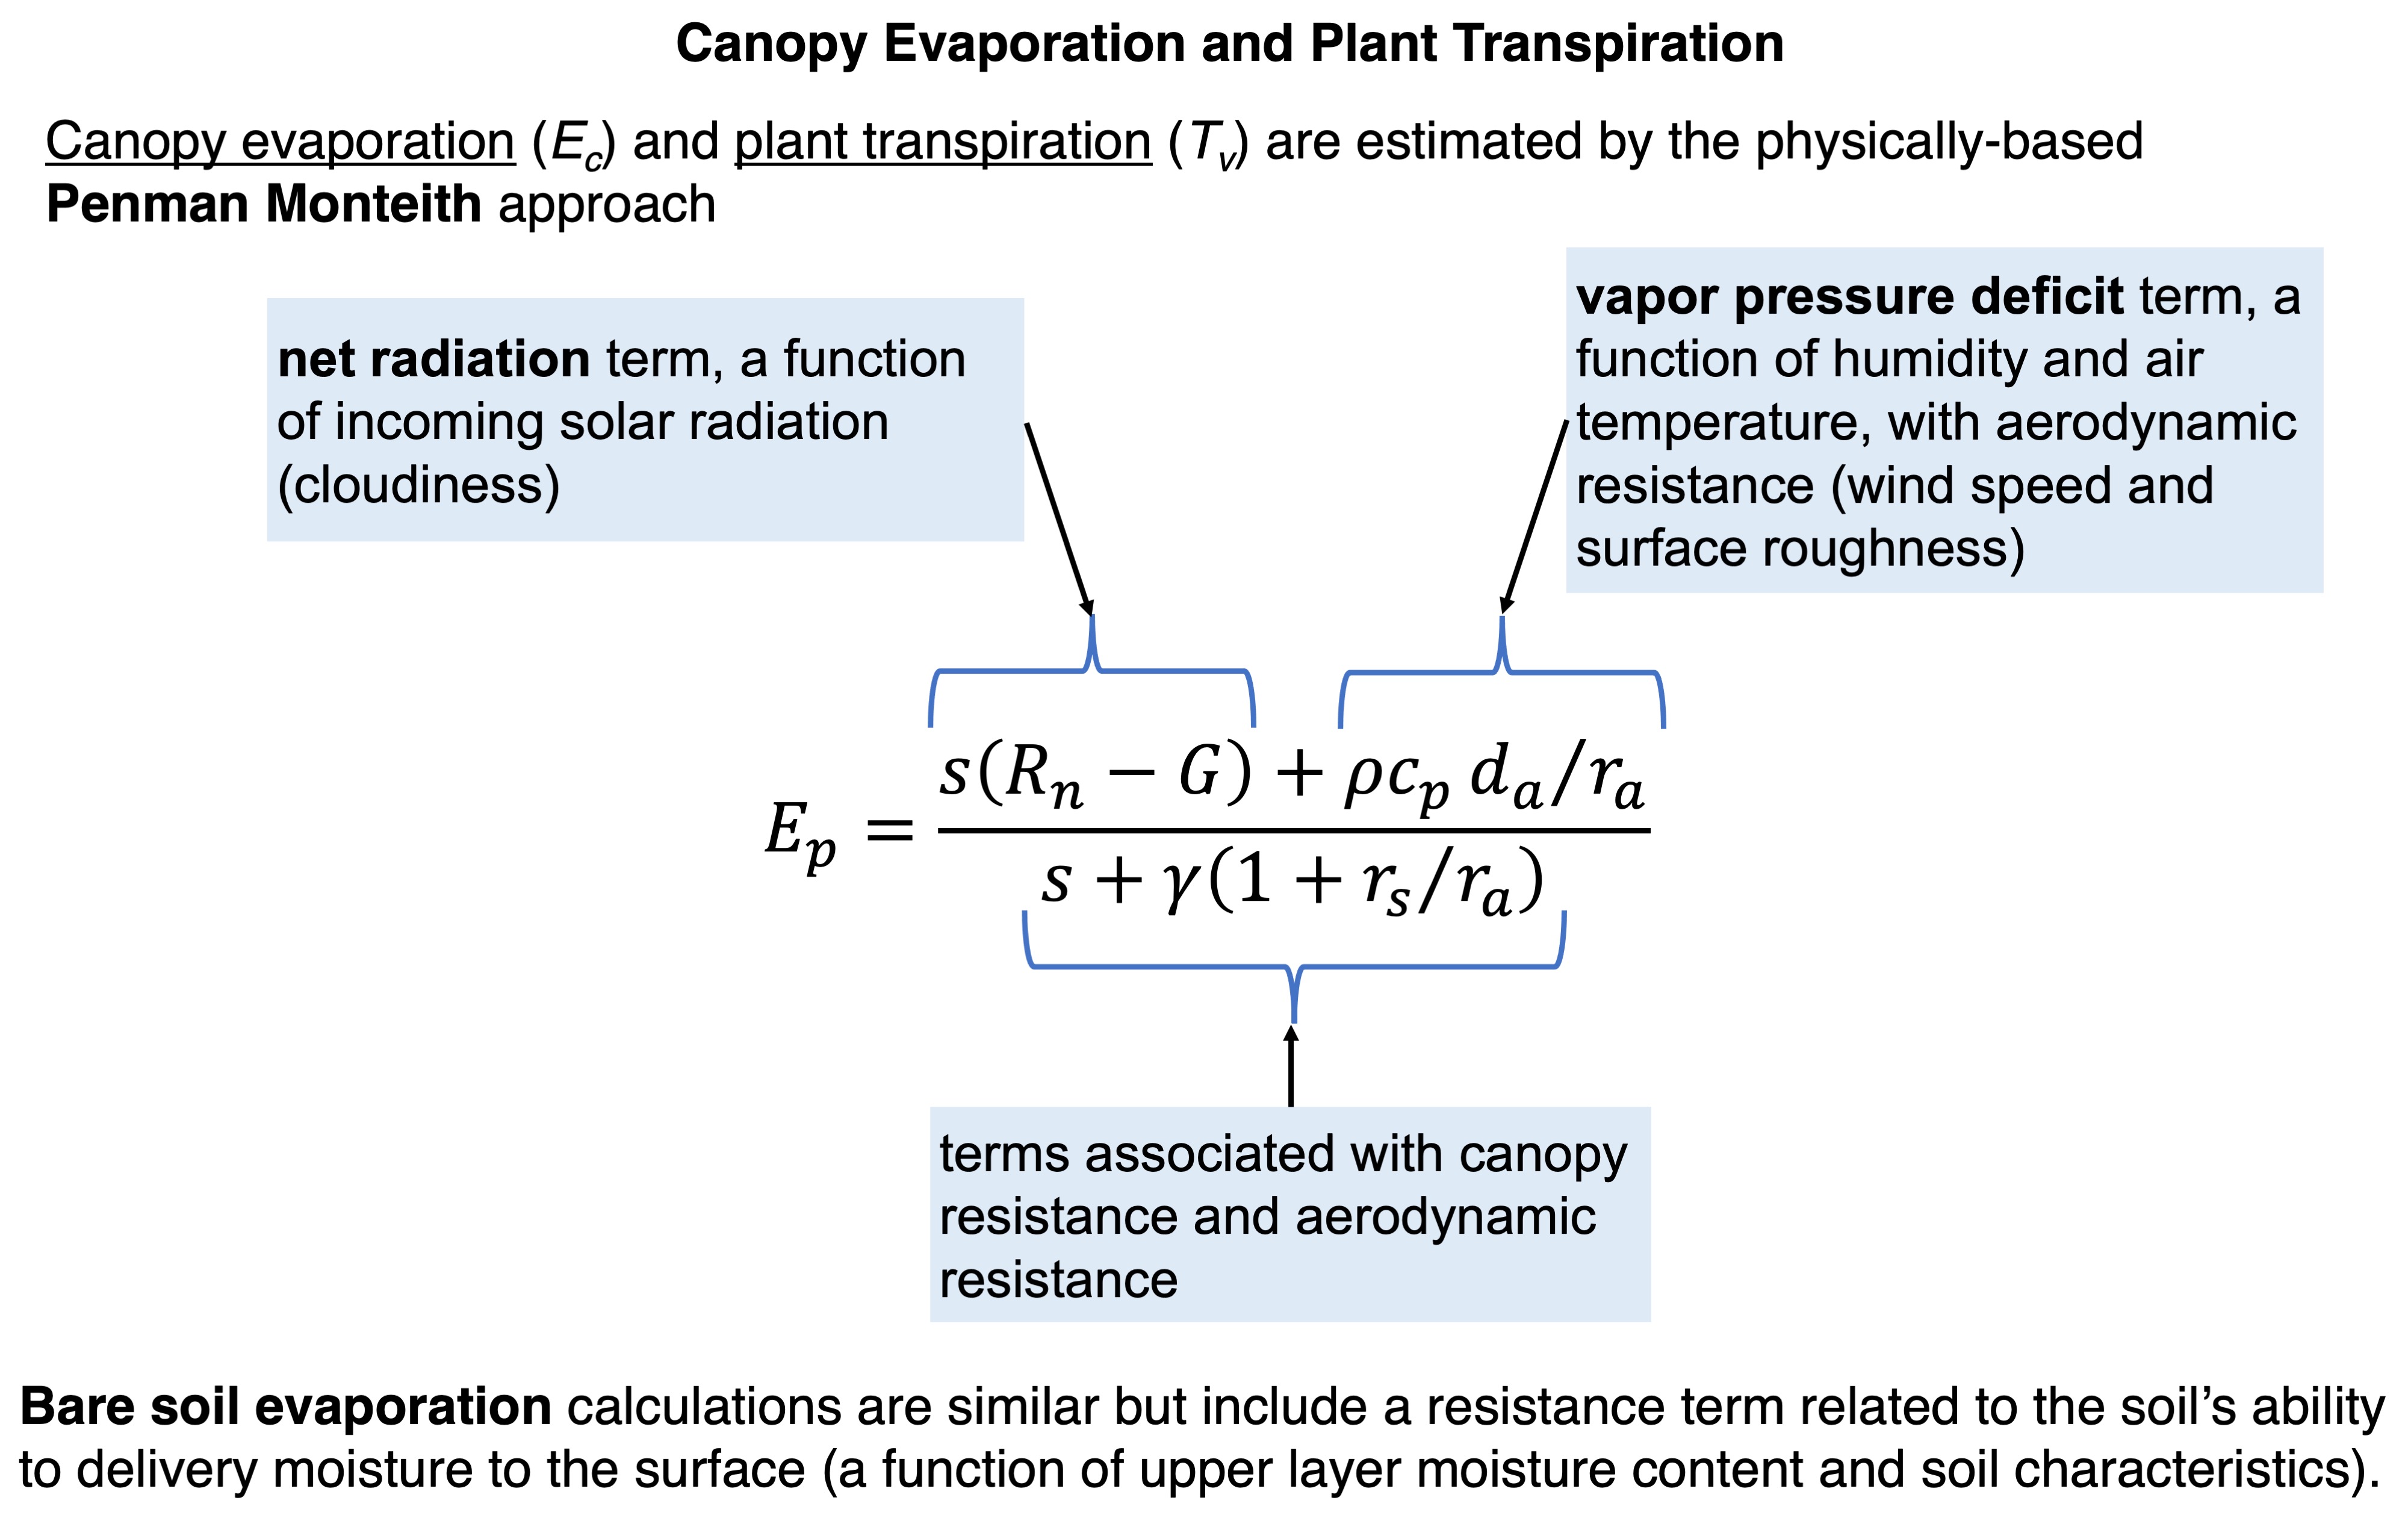 Canopy Evaporation and Plant Transpiration
Canopy evaporation (E_c) and plant transpiration (T_v) are estimated by the physically-based
Penman Monteith approach
net radiation term, a function
of incoming solar radiation
(cloudiness)
vapor pressure deficit term, a
function of humidity and air
temperature, with aerodynamic
resistance (wind speed and
surface roughness)
E_p = \frac{s(R_n − G) + ρc_p d_a/r_a}{s + γ(1 + r_s/r_a)}
terms associated with canopy
resistance and aerodynamic
resistance
Bare soil evaporation calculations are similar but include a resistance term related to the soil’s ability
to delivery moisture to the surface (a function of upper layer moisture content and soil characteristics).